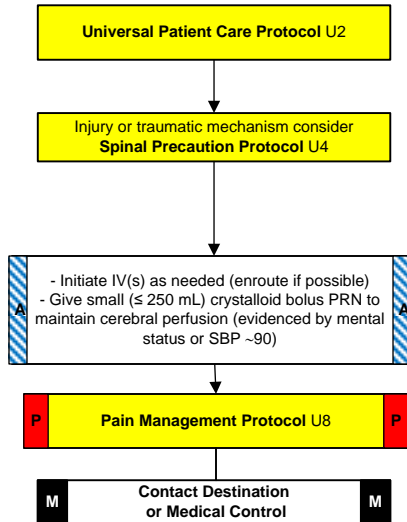 Universal Patient Care Protocol U2
Injury or traumatic mechanism consider
Spinal Precaution Protocol U4
A
- Initiate IV(s) as needed (enroute if possible)
- Give small (≤ 250 mL) crystalloid bolus PRN to
maintain cerebral perfusion (evidenced by mental
status or SBP ~90)
A
P
Pain Management Protocol U8
P
M
Contact Destination
or Medical Control
M